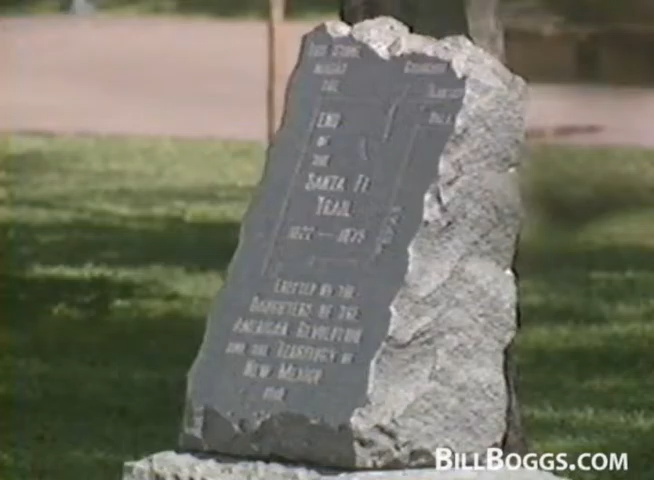 THIS STONE
MARKS
THE
END
OF
THE
SANTA FE
TRAIL
1822 — 1879
ERECTED BY THE
DAUGHTERS OF THE
AMERICAN REVOLUTION
AND THE TERRITORY OF
NEW MEXICO
BILLBOGGS.COM